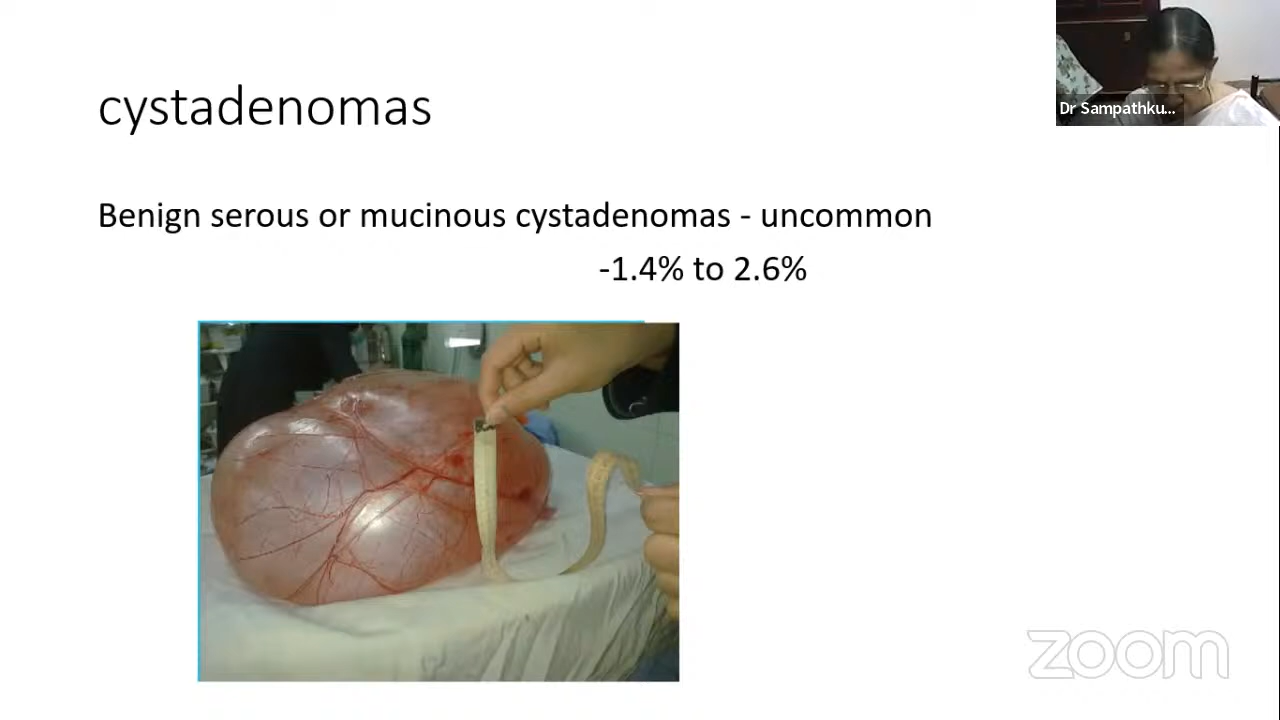 Dr Sampathku...
cystadenomas
Benign serous or mucinous cystadenomas - uncommon
-1.4% to 2.6%
zoom